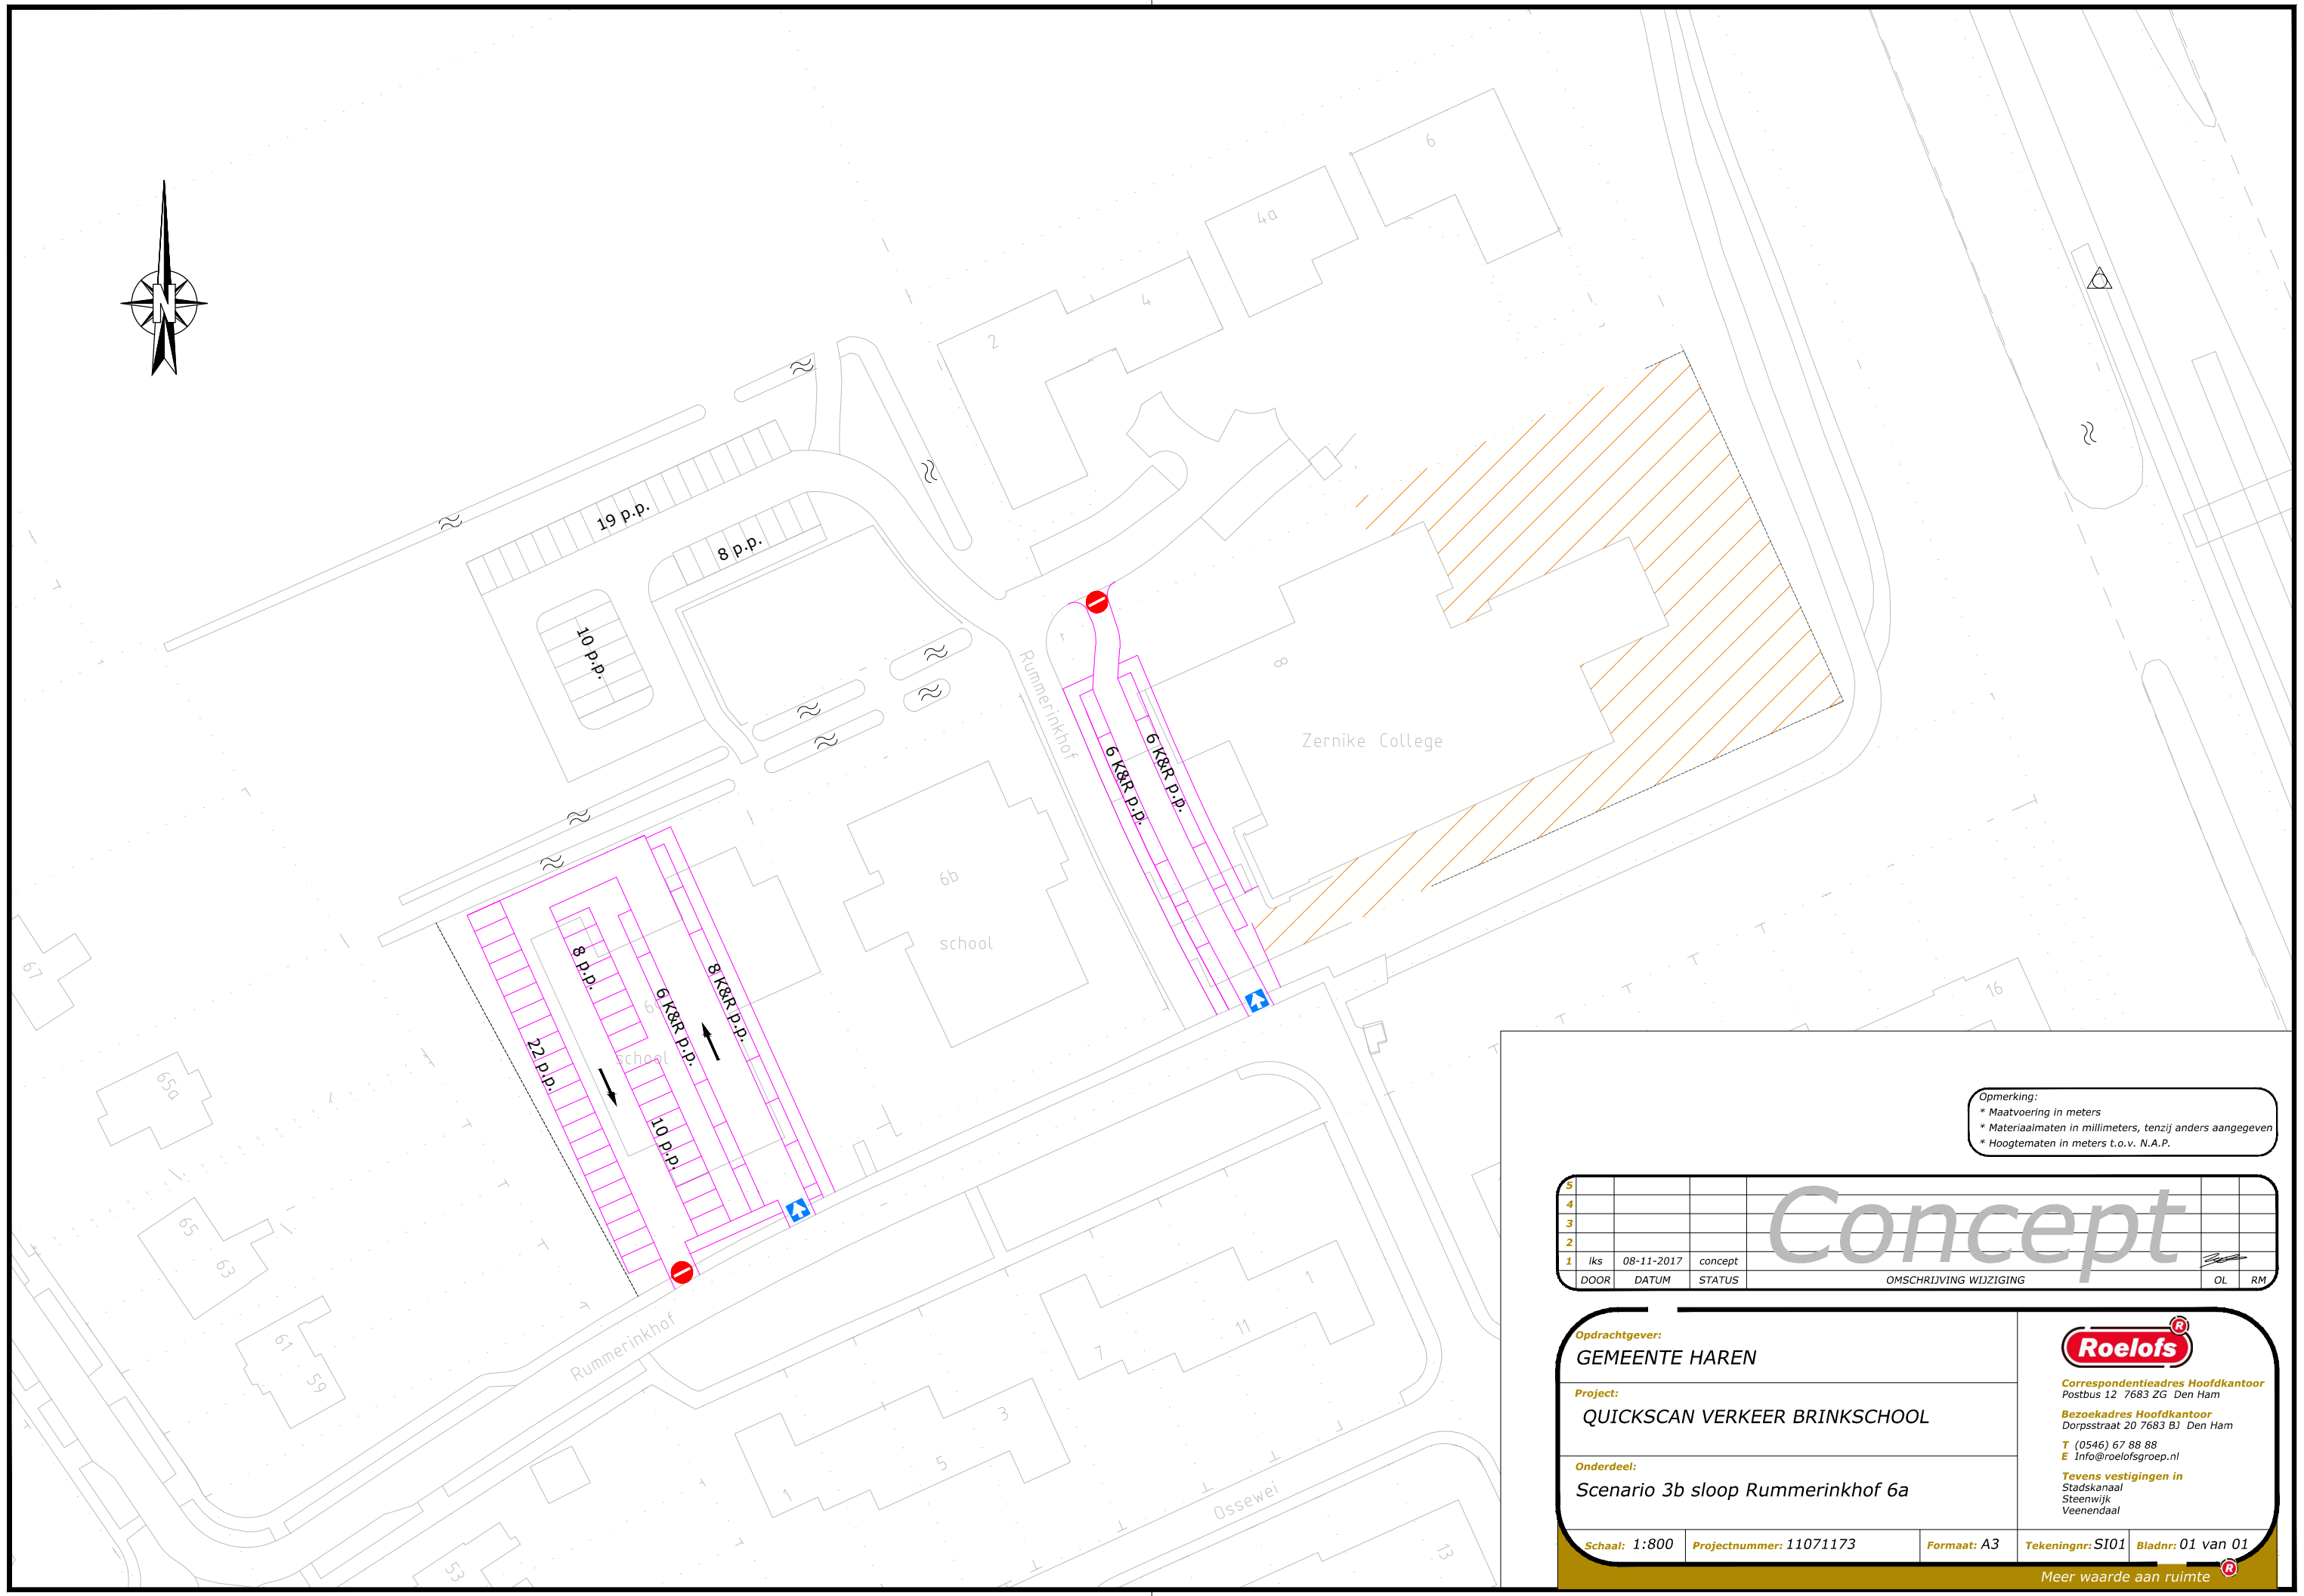 6
4a
4
2
N
19 p.p.
8 p.p.
10 p.p.
Rummerinkhof
8
6 K&R p.p.
6 K&R p.p.
Zernike College
6b
school
67
8 p.p.
8 K&R p.p.
6 K&R p.p.
school
22 p.p.
10 p.p.
65a
65
63
61
59
16
Rummerinkhof
1
11
7
3
5
1
Ossewei
13
53
Opmerking:
* Maatvoering in meters
* Materiaalmaten in millimeters, tenzij anders aangegeven
* Hoogtematen in meters t.o.v. N.A.P.
Concept
5
4
3
2
1 lks 08-11-2017 concept
DOOR DATUM STATUS OMSCHRIJVING WIJZIGING OL RM
Opdrachtgever:
GEMEENTE HAREN
Project:
QUICKSCAN VERKEER BRINKSCHOOL
Onderdeel:
Scenario 3b sloop Rummerinkhof 6a
Roelofs
R
Correspondentieadres Hoofdkantoor
Postbus 12 7683 ZG Den Ham
Bezoekadres Hoofdkantoor
Dorpsstraat 20 7683 BJ Den Ham
T (0546) 67 88 88
E Info@roelofsgroep.nl
Tevens vestigingen in
Stadskanaal
Steenwijk
Veenendaal
Schaal: 1:800 Projectnummer: 11071173 Formaat: A3 Tekeningnr: SI01 Bladnr: 01 van 01
Meer waarde aan ruimte R